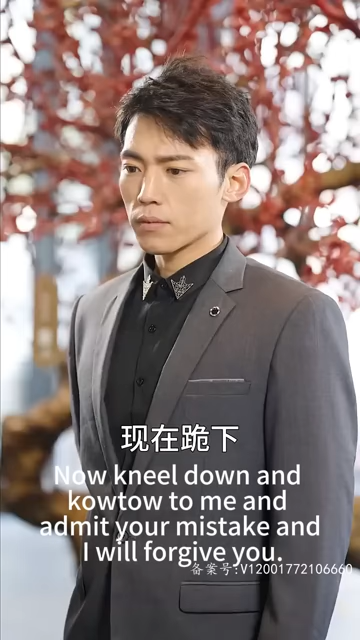 现在跪下
Now kneel down and
kowtow to me and
admit your mistake and
I will forgive you.
备案号:V12001772106660